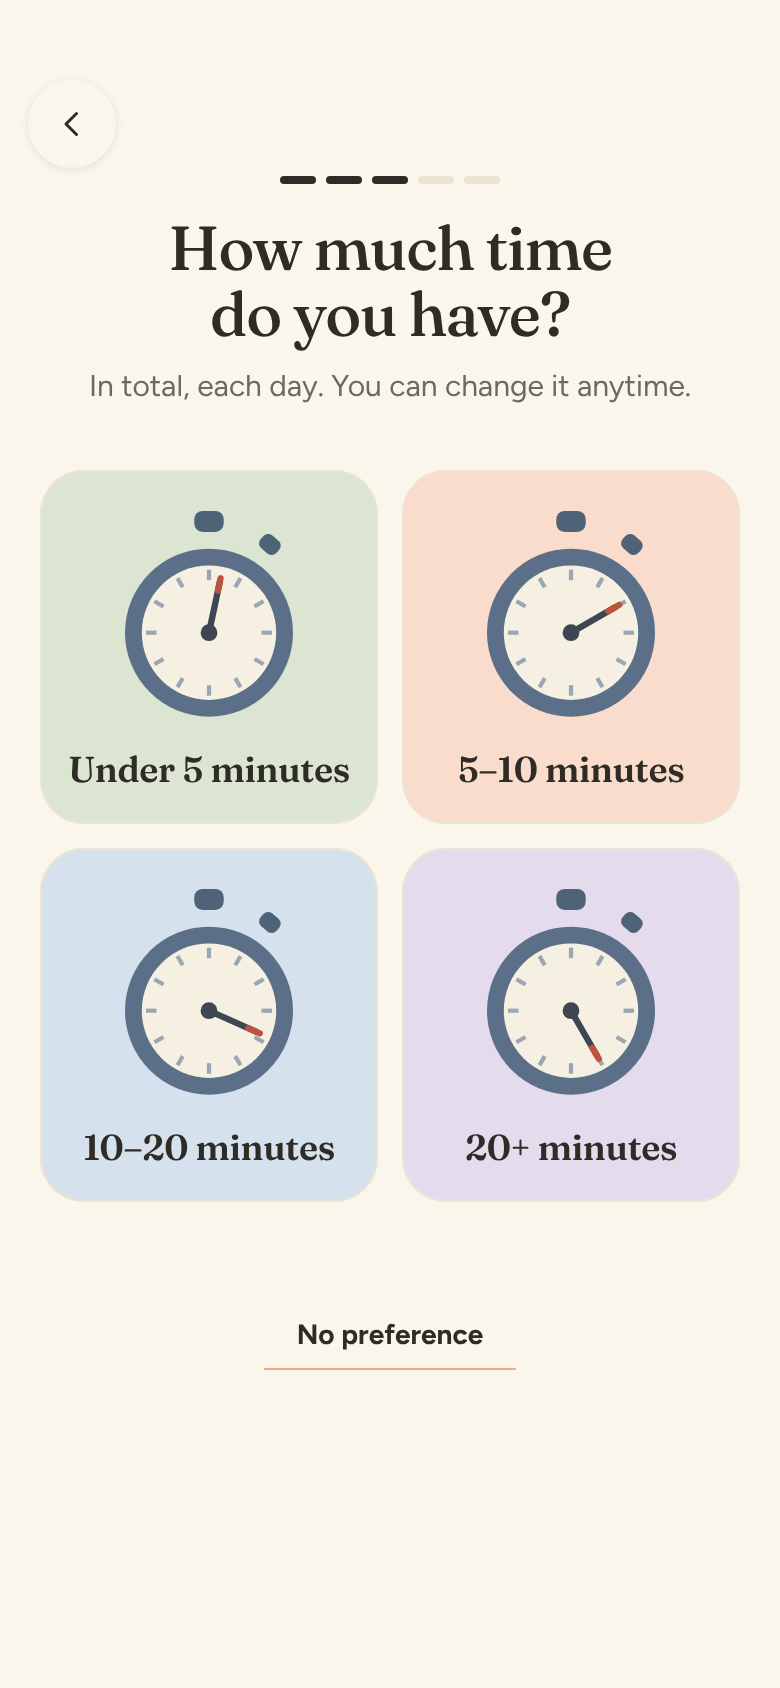 How much time
do you have?
In total, each day. You can change it anytime.
Under 5 minutes
5–10 minutes
10–20 minutes
20+ minutes
No preference